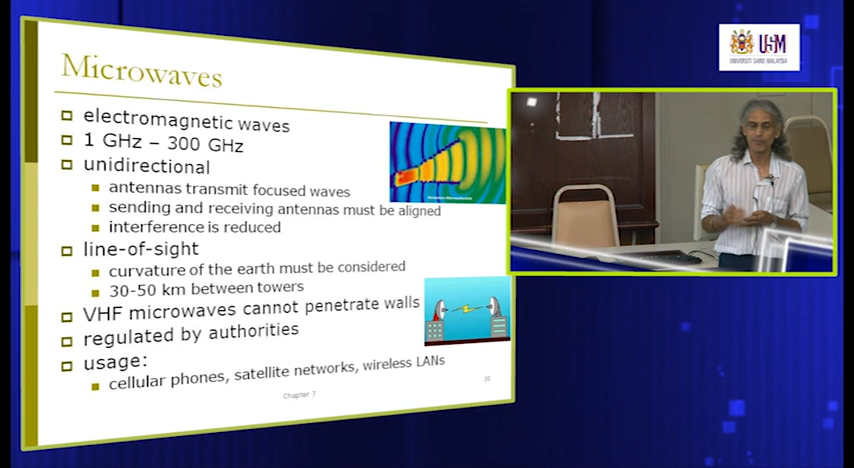 Microwaves
electromagnetic waves
1 GHz – 300 GHz
unidirectional
antennas transmit focused waves
sending and receiving antennas must be aligned
interference is reduced
line-of-sight
curvature of the earth must be considered
30-50 km between towers
VHF microwaves cannot penetrate walls
regulated by authorities
usage:
cellular phones, satellite networks, wireless LANs
Chapter 7
USM
UNIVERSITI SAINS MALAYSIA